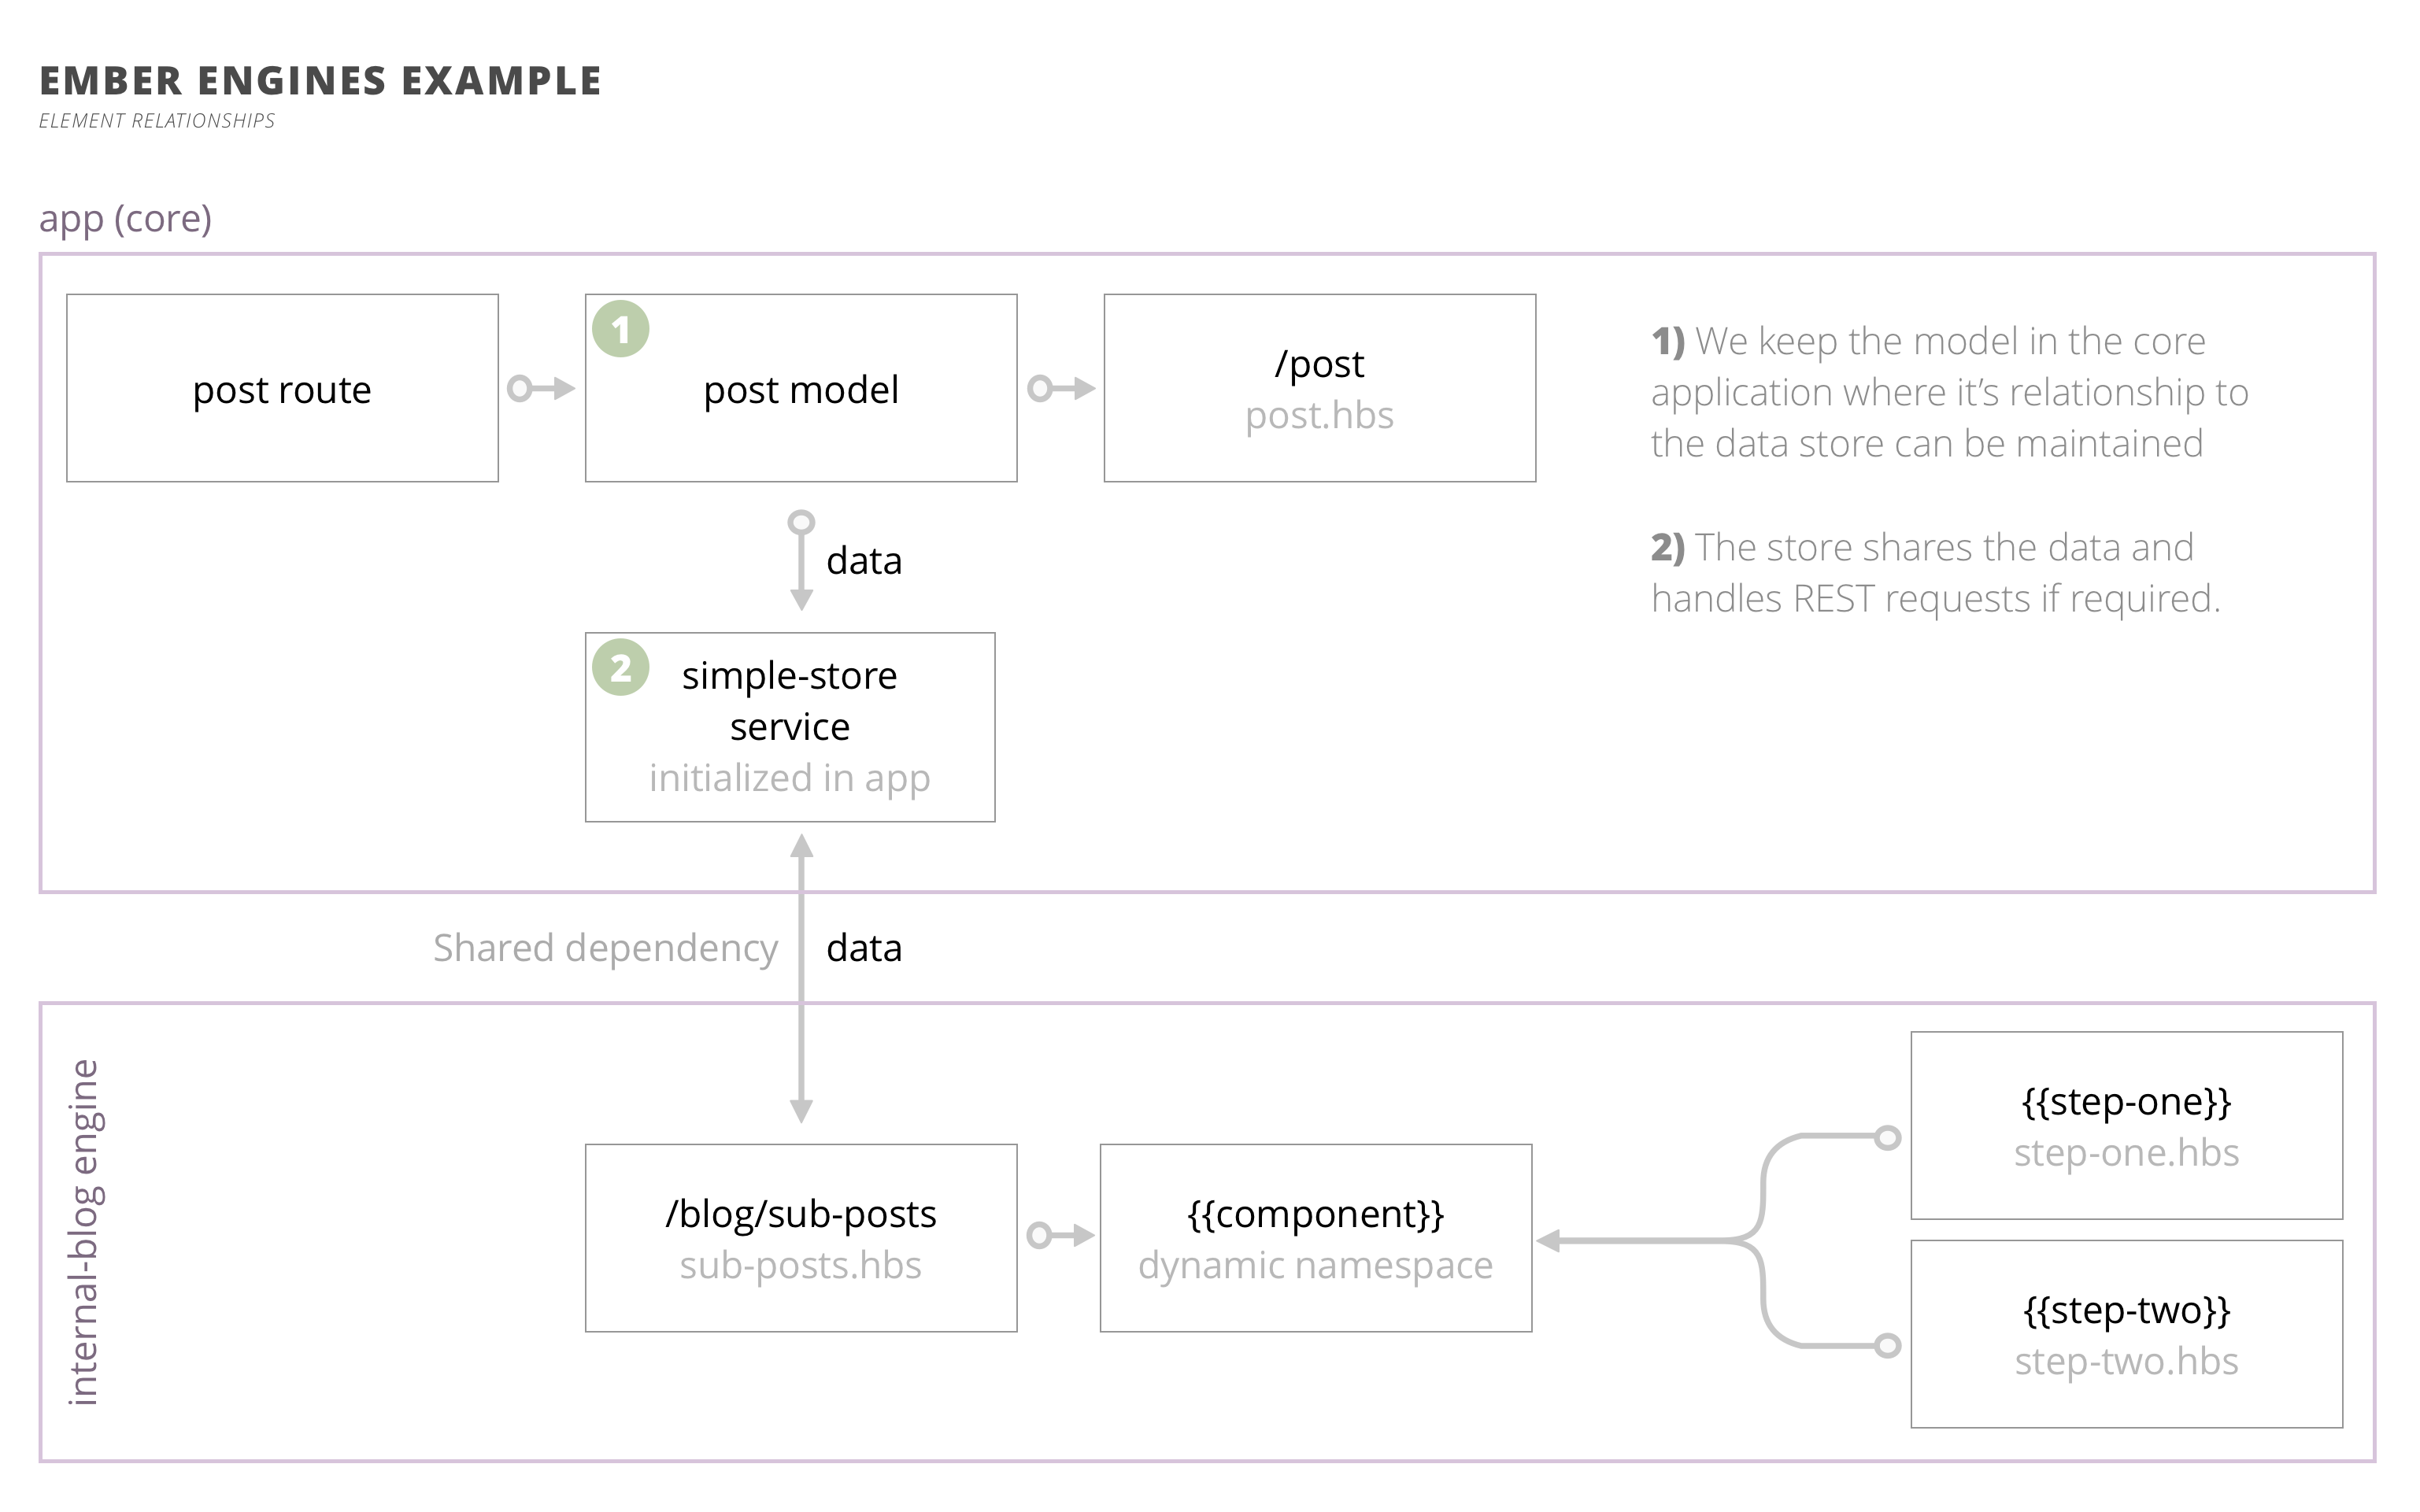 EMBER ENGINES EXAMPLE
ELEMENT RELATIONSHIPS
app (core)
post route
1
post model
/post
post.hbs
1) We keep the model in the core
application where it’s relationship to
the data store can be maintained
2) The store shares the data and
handles REST requests if required.
data
2
simple-store
service
initialized in app
Shared dependency
data
internal-blog engine
/blog/sub-posts
sub-posts.hbs
{{component}}
dynamic namespace
{{step-one}}
step-one.hbs
{{step-two}}
step-two.hbs